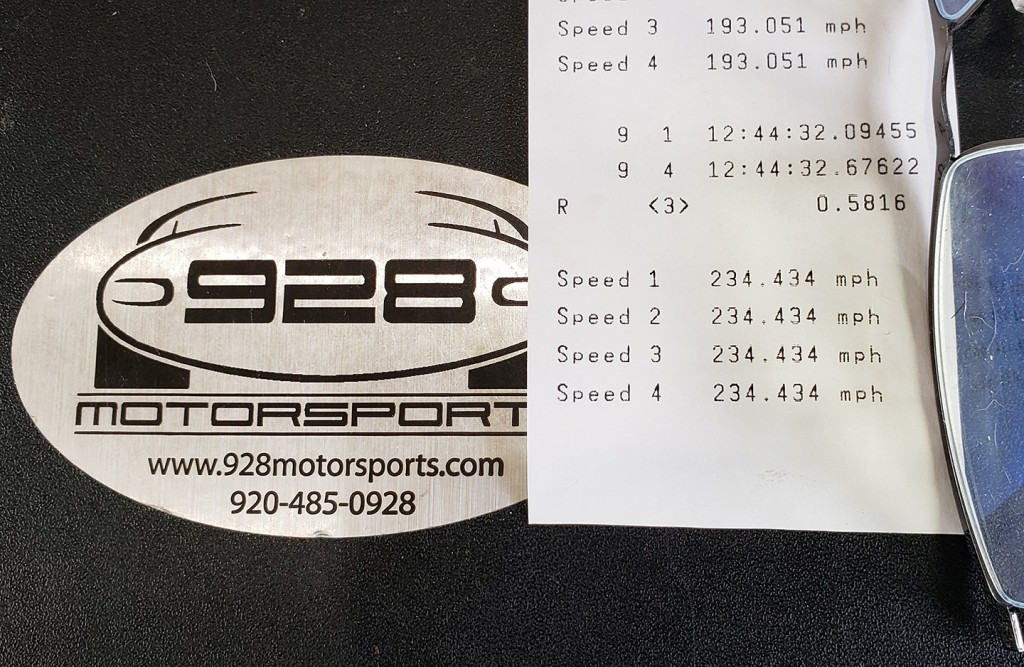 Speed 3 193.051 mph
Speed 4 193.051 mph
9 1 12:44:32.09455
9 4 12:44:32.67622
R <3> 0.5816
Speed 1 234.434 mph
Speed 2 234.434 mph
Speed 3 234.434 mph
Speed 4 234.434 mph
928
MOTORSPORT
www.928motorsports.com
920-485-0928